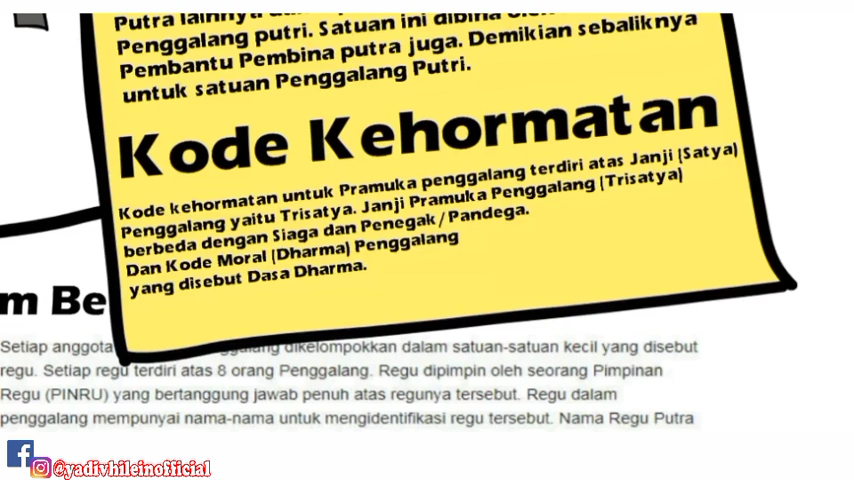 Putra lainnya
Penggalang putri. Satuan ini dibina oleh
Pembantu Pembina putra juga. Demikian sebaliknya
untuk satuan Penggalang Putri.
Kode Kehormatan
Kode kehormatan untuk Pramuka penggalang terdiri atas Janji (Satya)
Penggalang yaitu Trisatya. Janji Pramuka Penggalang (Trisatya)
berbeda dengan Siaga dan Penegak/Pandega.
Dan Kode Moral (Dharma) Penggalang
yang disebut Dasa Dharma.
m Be
Setiap anggota dikelompokkan dalam satuan-satuan kecil yang disebut
regu. Setiap regu terdiri atas 8 orang Penggalang. Regu dipimpin oleh seorang Pimpinan
Regu (PINRU) yang bertanggung jawab penuh atas regunya tersebut. Regu dalam
penggalang mempunyai nama-nama untuk mengidentifikasi regu tersebut. Nama Regu Putra
@yadivhileinofficial